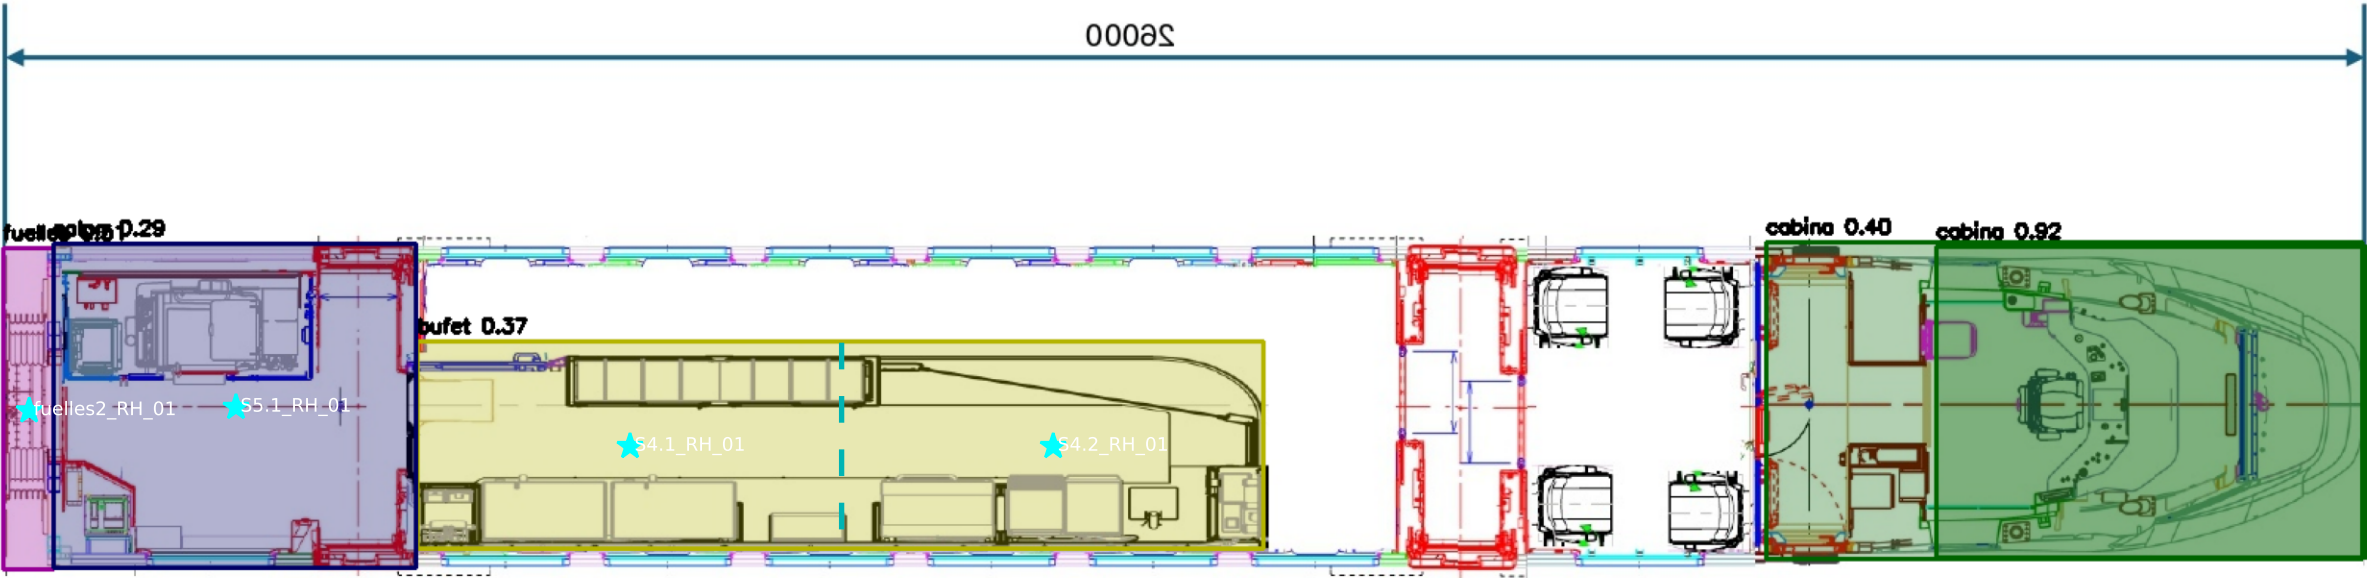 26000
cabina 0.40
cabina 0.92
0.29
bufet 0.37
fuelles2_RH_01
S5.1_RH_01
S4.1_RH_01
S4.2_RH_01